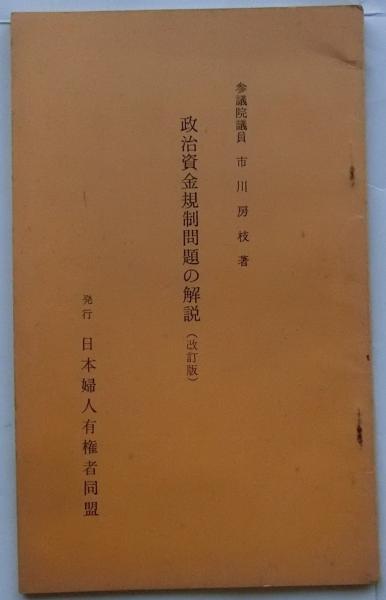 参議院議員 市川房枝著
政治資金規制問題の解説(改訂版)
発行 日本婦人有権者同盟